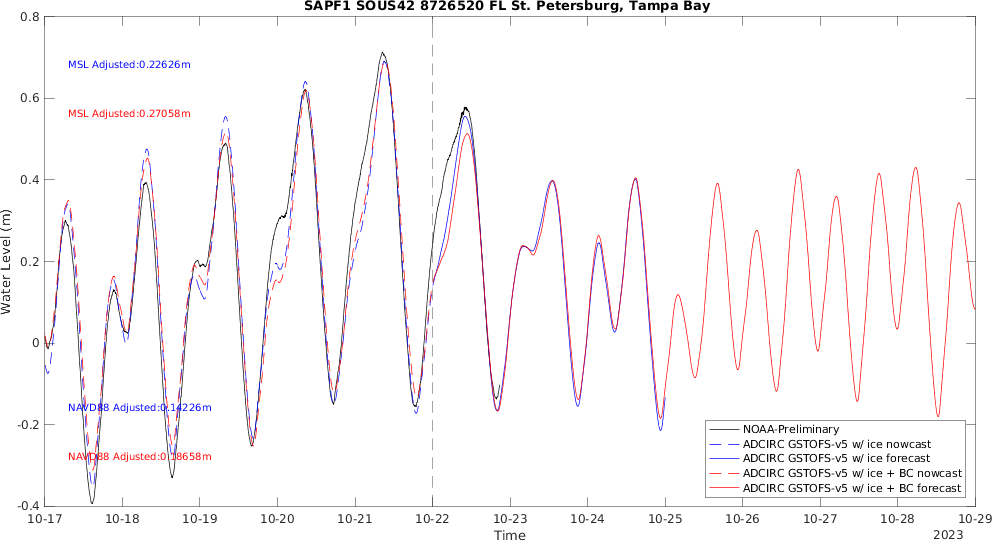 SAPF1 SOUS42 8726520 FL St. Petersburg, Tampa Bay
0.8
0.6
0.4
0.2
0
-0.2
-0.4
Water Level (m)
MSL Adjusted:0.22626m
MSL Adjusted:0.27058m
NAVD88 Adjusted:0.14226m
NAVD88 Adjusted:0.18658m
NOAA-Preliminary
ADCIRC GSTOFS-v5 w/ ice nowcast
ADCIRC GSTOFS-v5 w/ ice forecast
ADCIRC GSTOFS-v5 w/ ice + BC nowcast
ADCIRC GSTOFS-v5 w/ ice + BC forecast
10-17 10-18 10-19 10-20 10-21 10-22 10-23 10-24 10-25 10-26 10-27 10-28 10-29
Time
2023